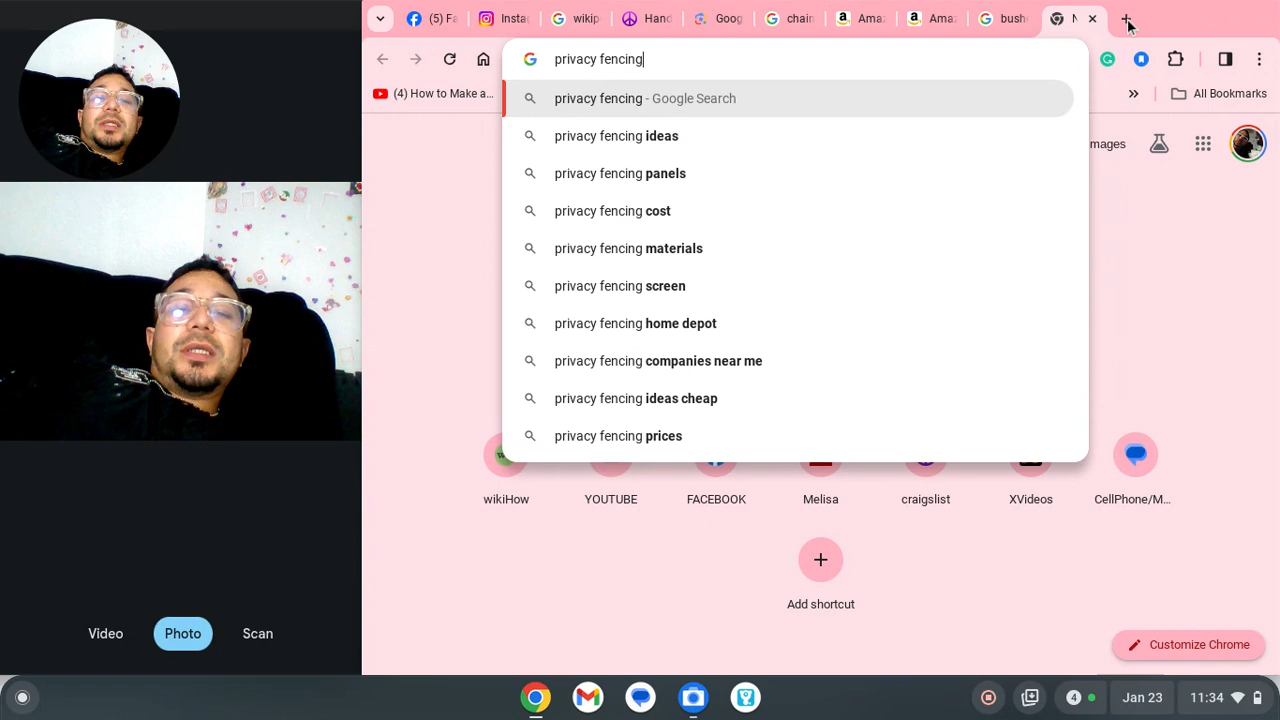 (5) Fa
Insta
wikip
Hand
Goog
chain
Amaz
Amaz
bush
N
privacy fencing
(4) How to Make a...
All Bookmarks
privacy fencing - Google Search
privacy fencing ideas
mages
privacy fencing panels
privacy fencing cost
privacy fencing materials
privacy fencing screen
privacy fencing home depot
privacy fencing companies near me
privacy fencing ideas cheap
privacy fencing prices
wikiHow
YOUTUBE
FACEBOOK
Melisa
craigslist
XVideos
CellPhone/M...
Add shortcut
Video
Photo
Scan
Customize Chrome
4
Jan 23
11:34